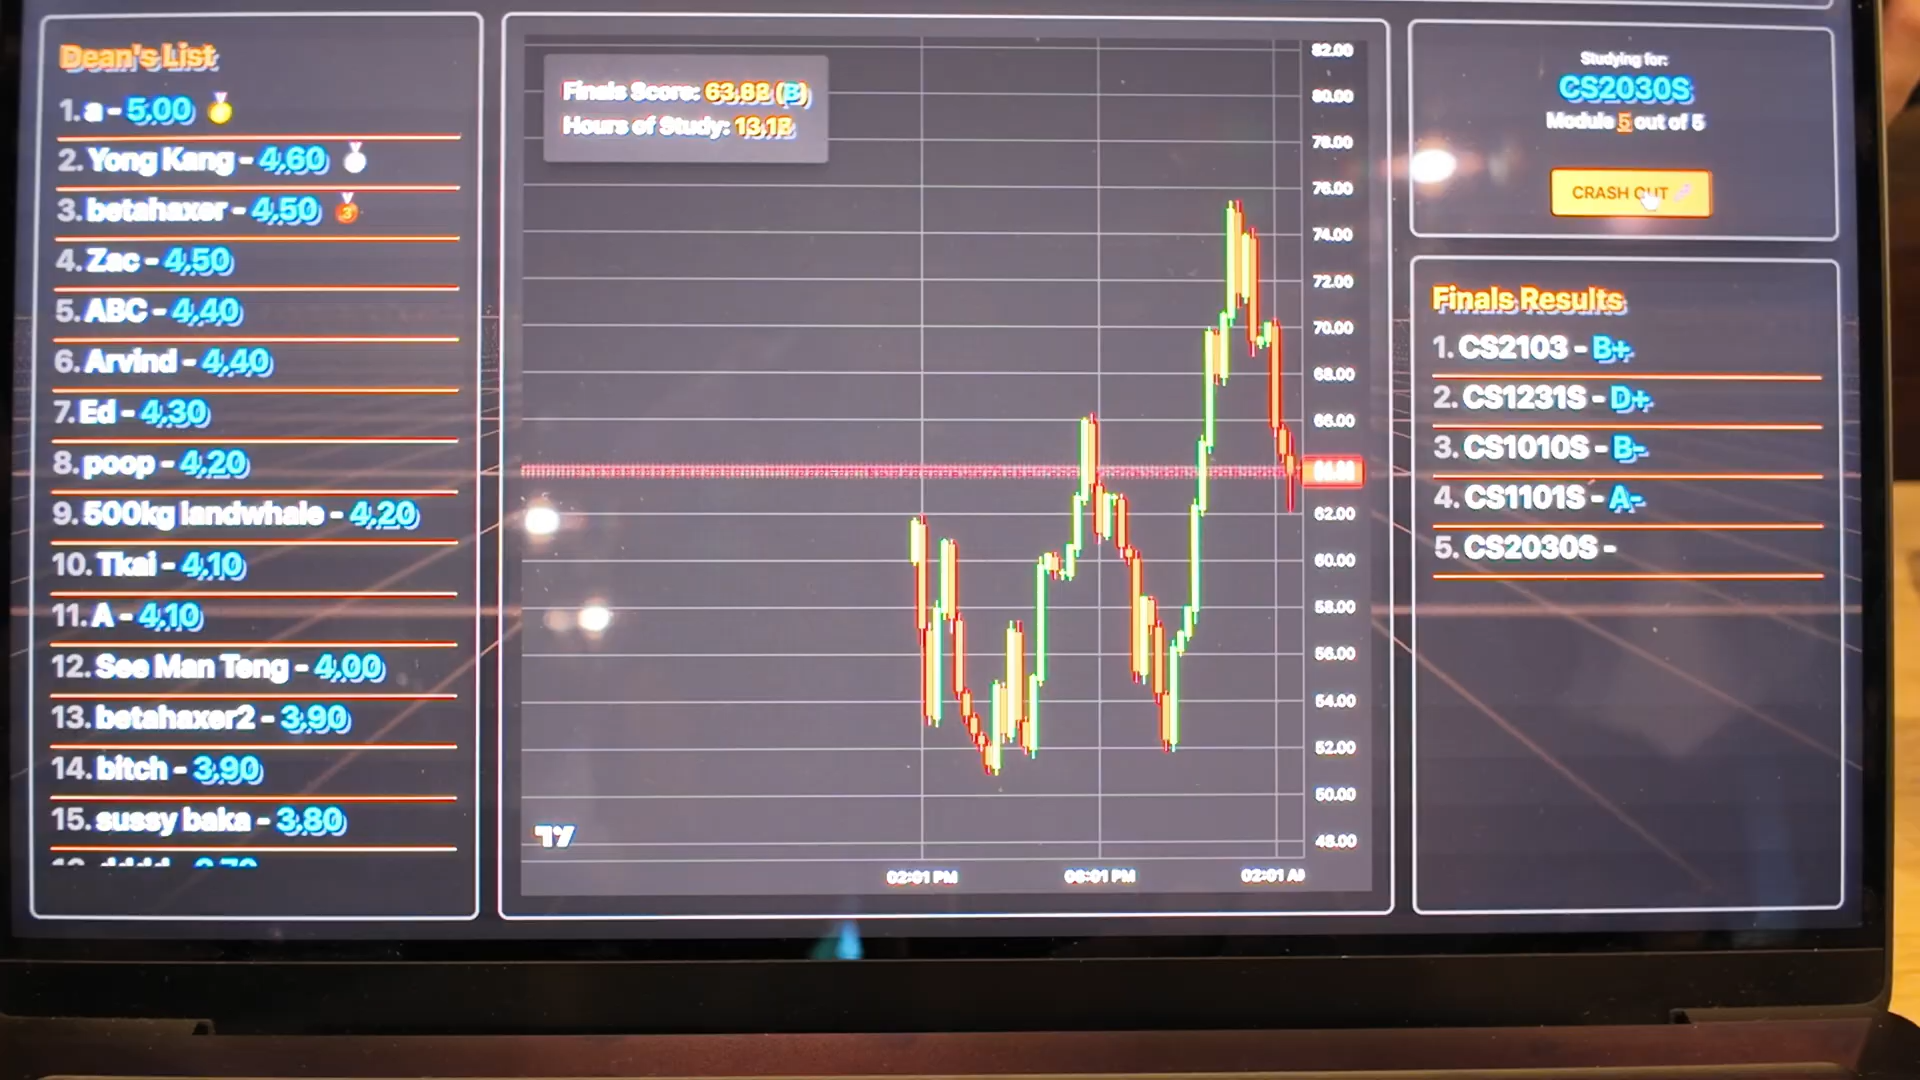 Dean's List
1. a - 5.00
2. Yong Kang - 4.60
3. betahaxer - 4.50
4. Zac - 4.50
5. ABC - 4.40
6. Arvind - 4.40
7. Ed - 4.30
8. poop - 4.20
9. 500kg landwhale - 4.20
10. Tkai - 4.10
11. A - 4.10
12. See Man Teng - 4.00
13. betahaxer2 - 3.90
14. bitch - 3.90
15. sussy baka - 3.80
Finals Score: (B)
Hours of Study:
82.00
80.00
78.00
76.00
74.00
72.00
70.00
68.00
66.00
62.00
60.00
58.00
56.00
54.00
52.00
50.00
48.00
02:01 PM
08:01 PM
02:01 AM
Studying for:
CS2030S
Module 5 out of 5
CRASH OUT
Finals Results
1. CS2103 - B+
2. CS1231S - D+
3. CS1010S - B-
4. CS1101S - A-
5. CS2030S -